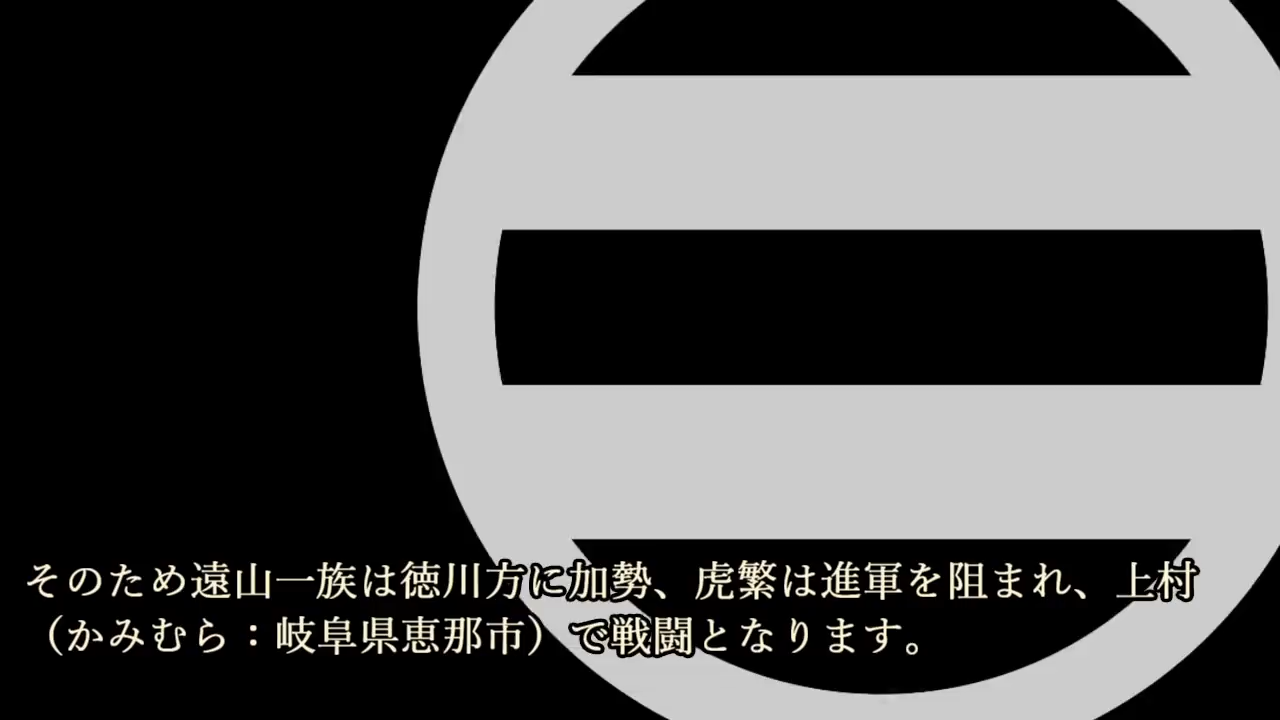 そのため遠山一族は徳川方に加勢、虎繁は進軍を阻まれ、上村
（かみむら：岐阜県恵那市）で戦闘となります。